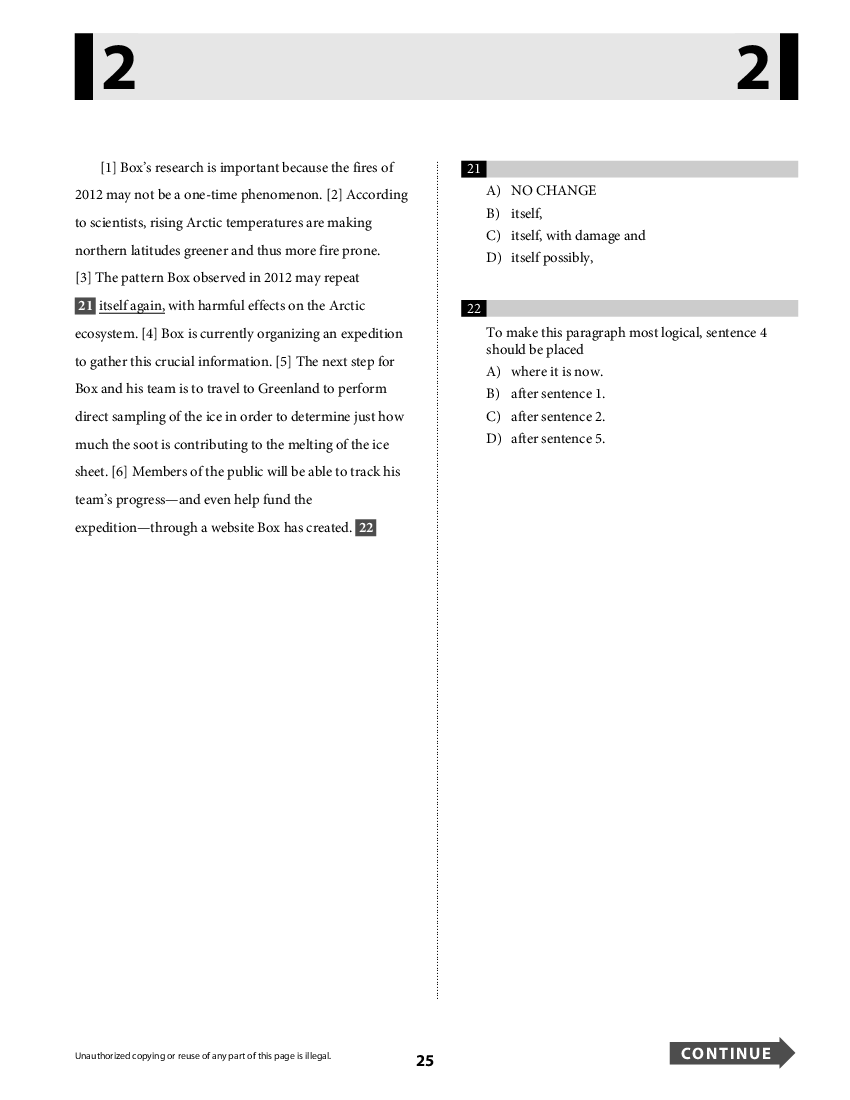 2 2
[1] Box’s research is important because the fires of
2012 may not be a one-time phenomenon. [2] According
to scientists, rising Arctic temperatures are making
northern latitudes greener and thus more fire prone.
[3] The pattern Box observed in 2012 may repeat
21 itself again, with harmful effects on the Arctic
ecosystem. [4] Box is currently organizing an expedition
to gather this crucial information. [5] The next step for
Box and his team is to travel to Greenland to perform
direct sampling of the ice in order to determine just how
much the soot is contributing to the melting of the ice
sheet. [6] Members of the public will be able to track his
team’s progress—and even help fund the
expedition—through a website Box has created. 22
21
A) NO CHANGE
B) itself,
C) itself, with damage and
D) itself possibly,
22
To make this paragraph most logical, sentence 4
should be placed
A) where it is now.
B) after sentence 1.
C) after sentence 2.
D) after sentence 5.
Unauthorized copying or reuse of any part of this page is illegal.
25
CONTINUE